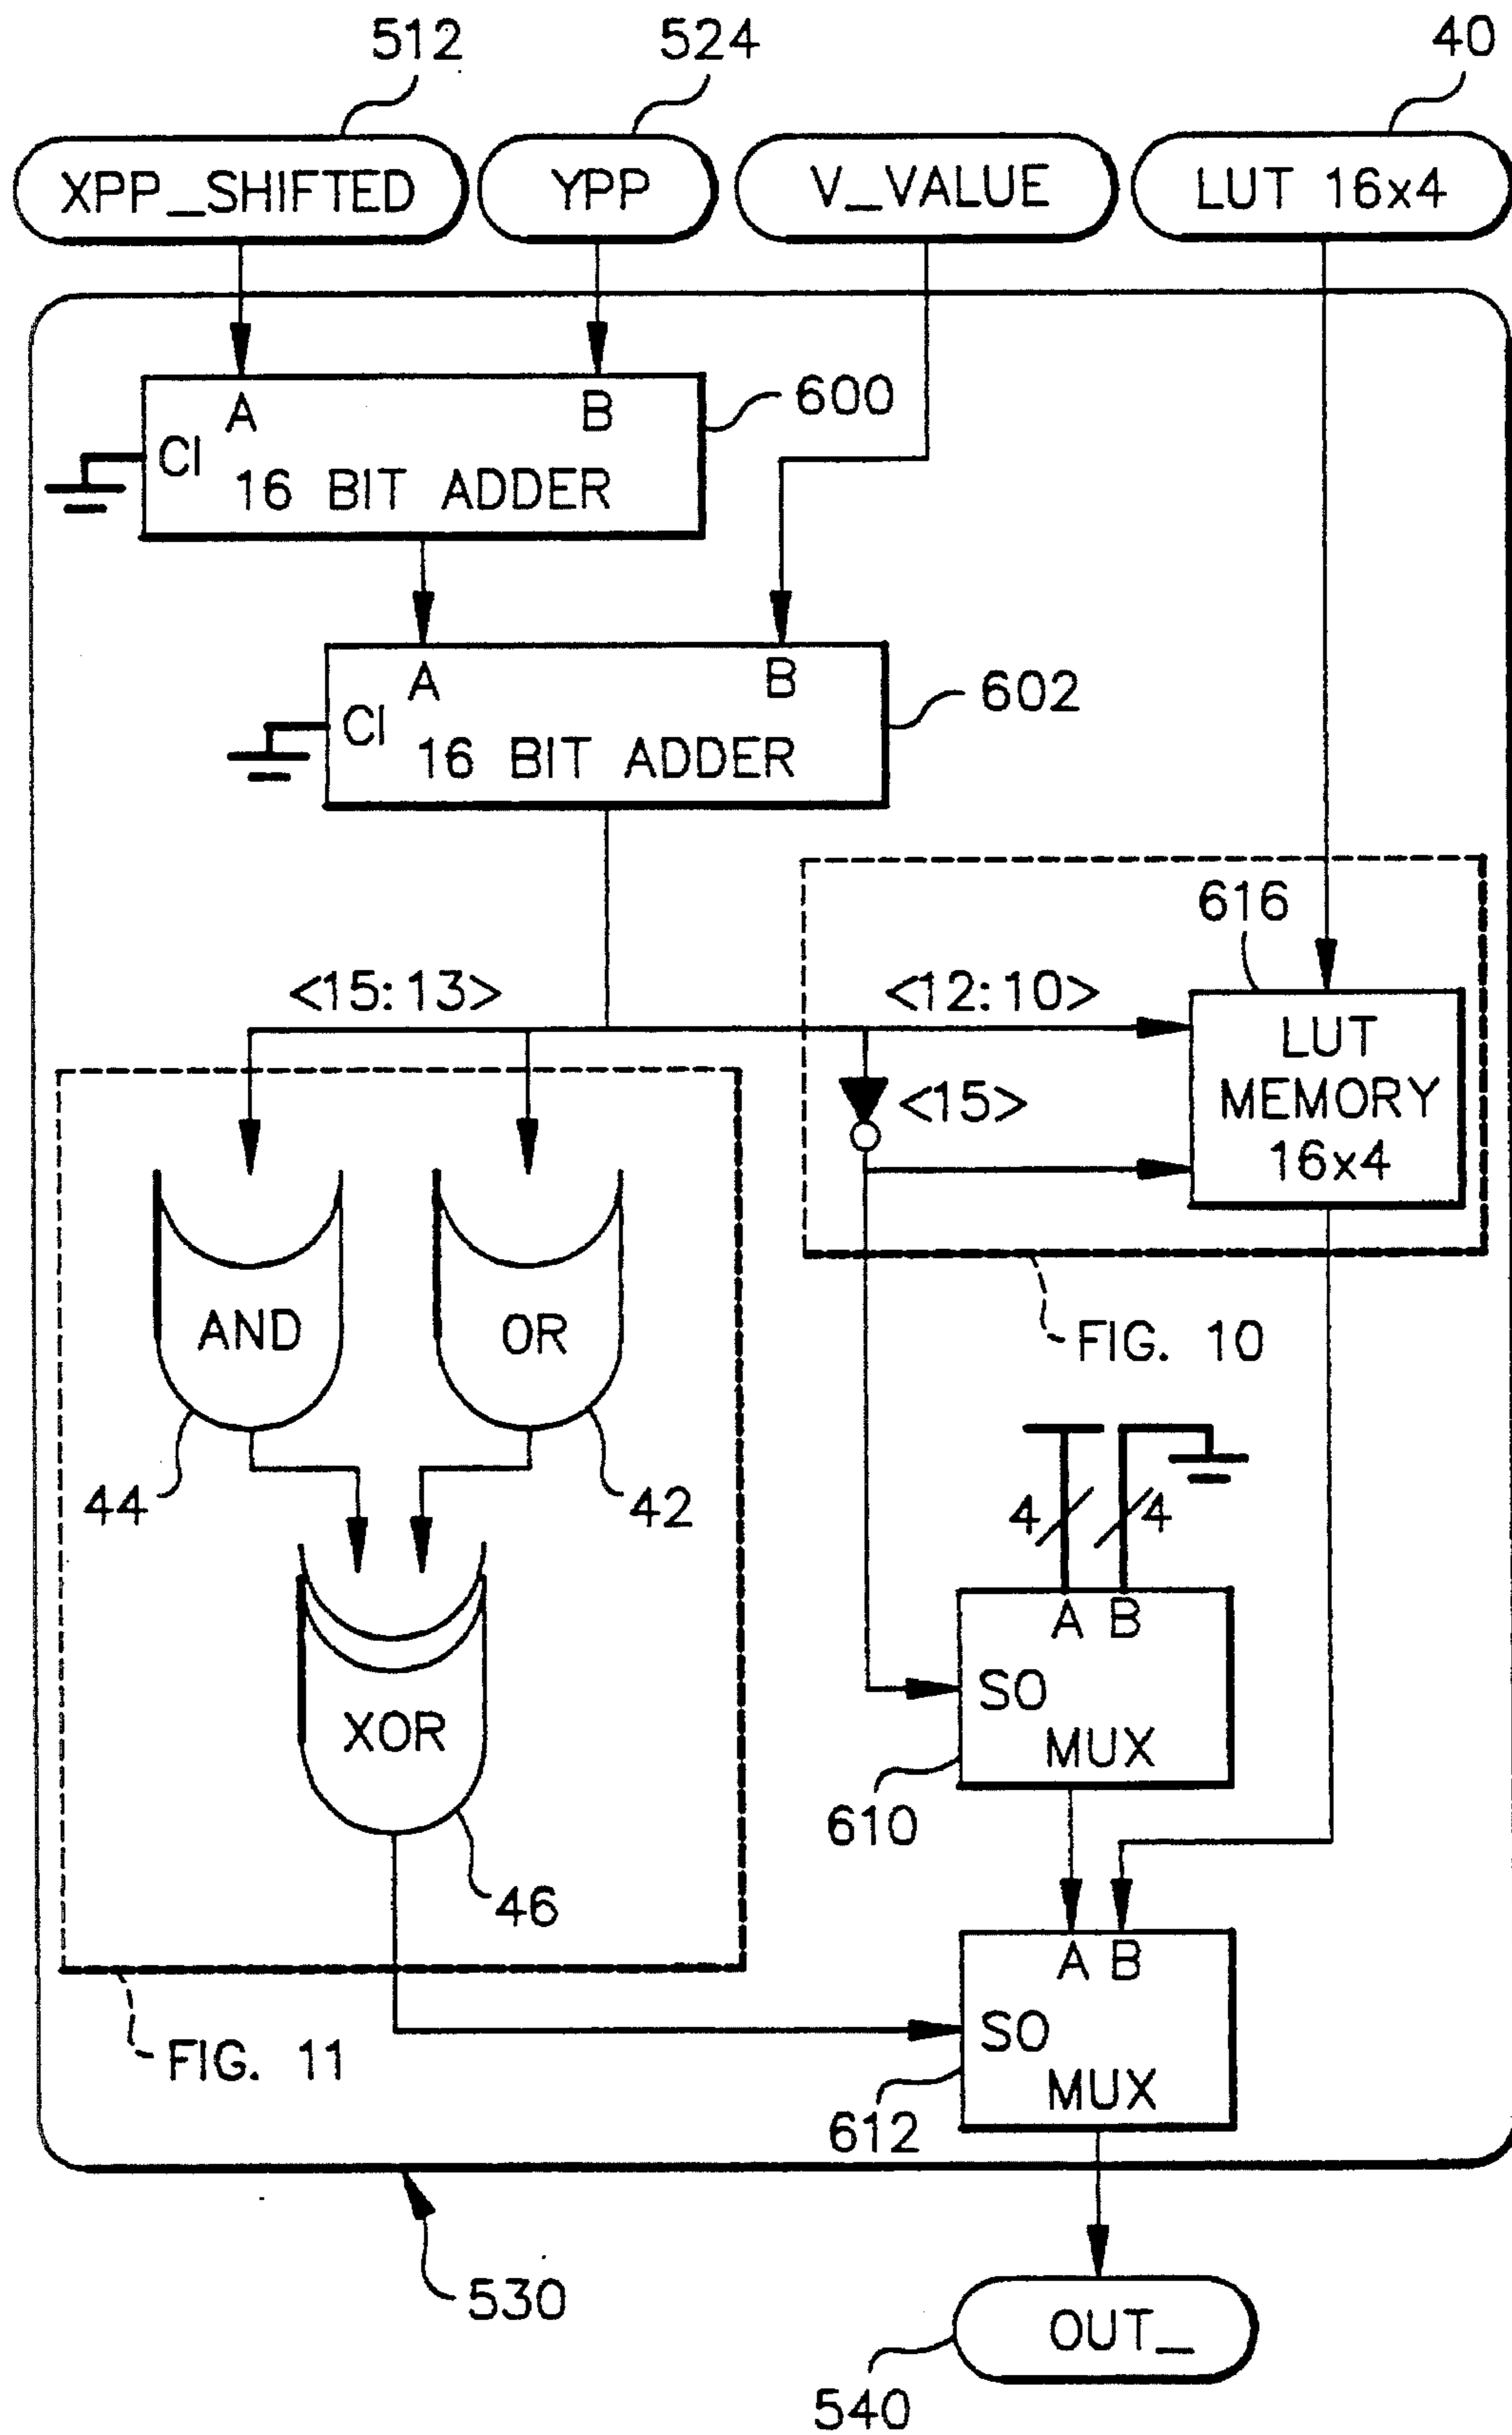 512
524
40
XPP_SHIFTED
YPP
V_VALUE
LUT 16x4
A
B
600
CI
16 BIT ADDER
A
B
602
CI
16 BIT ADDER
616
<15:13>
<12:10>
LUT
MEMORY
16x4
<15>
AND
OR
FIG. 10
44
42
4
4
A B
SO
MUX
XOR
610
46
A B
SO
MUX
FIG. 11
612
530
OUT_
540